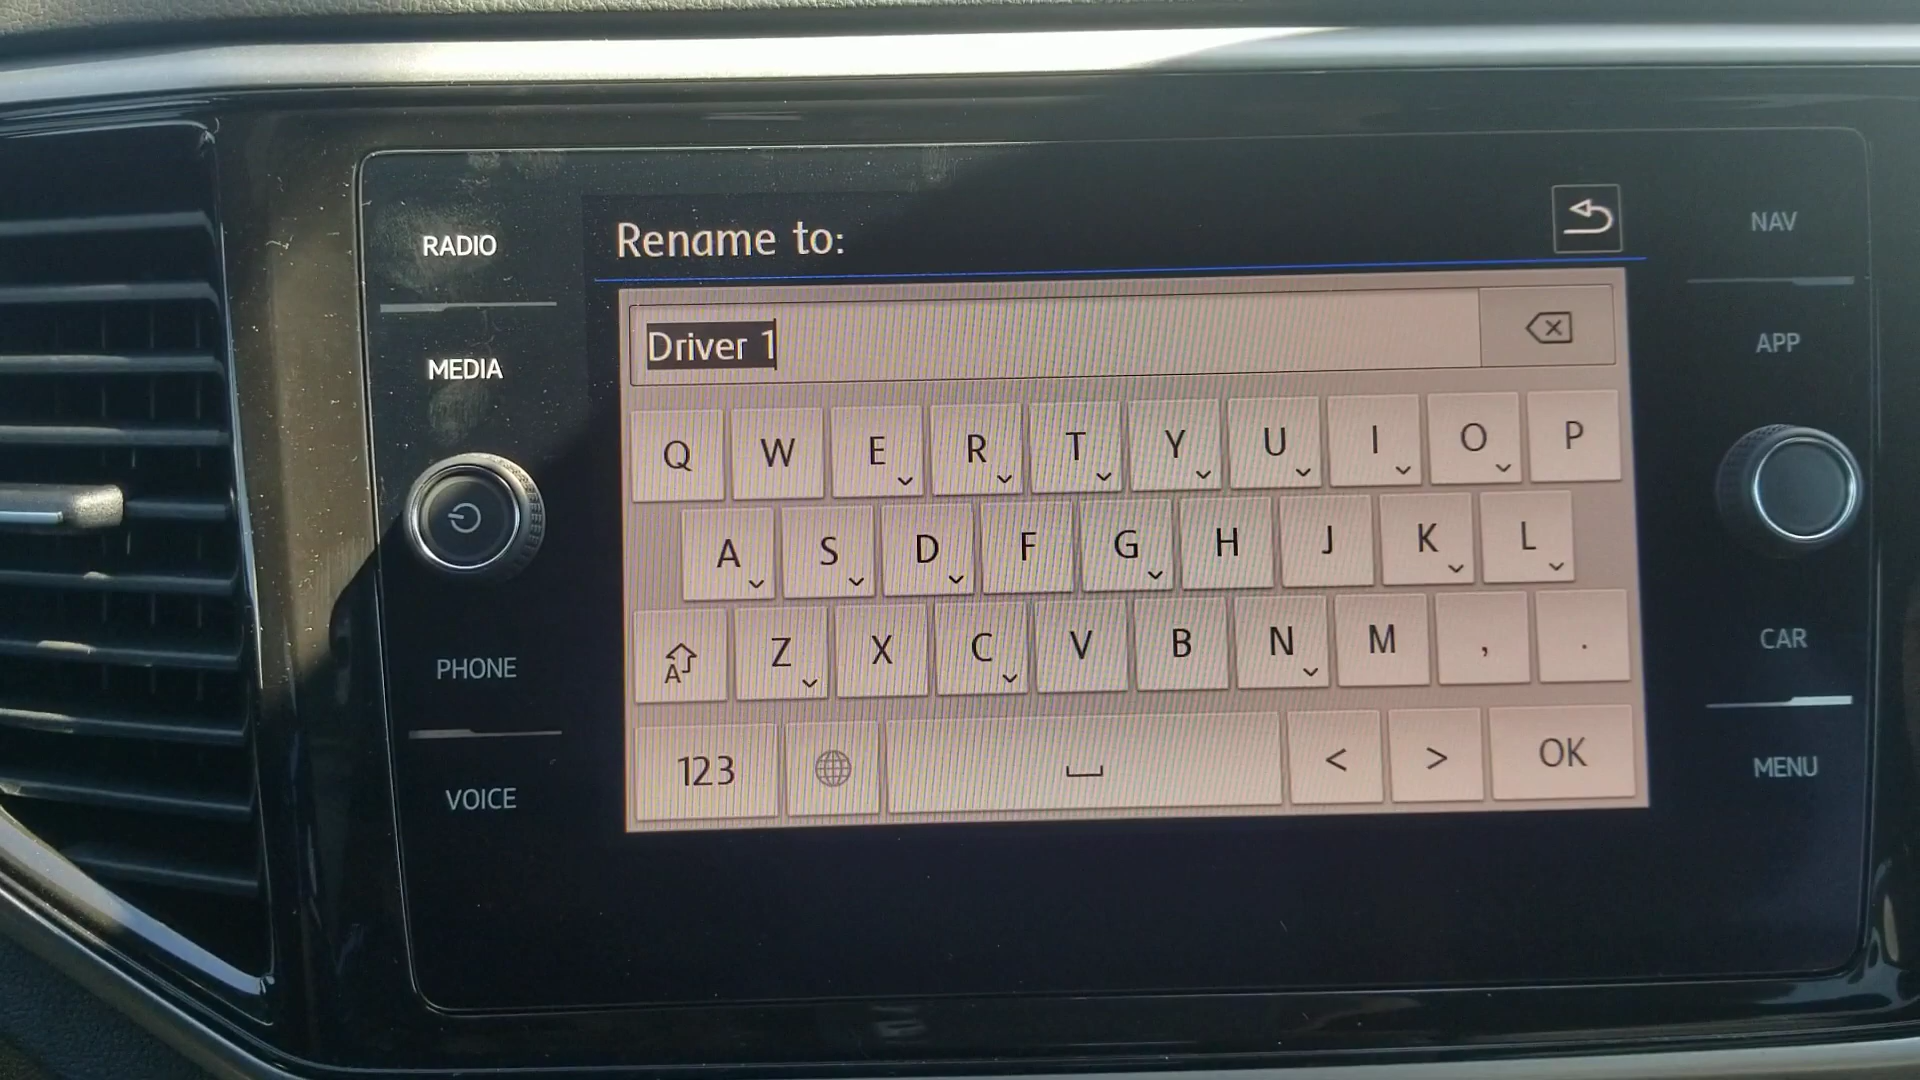 RADIO
MEDIA
PHONE
VOICE
Rename to:
Driver 1
Q W E R T Y U I O P
A S D F G H J K L
A Z X C V B N M , .
123 < > OK
NAV
APP
CAR
MENU